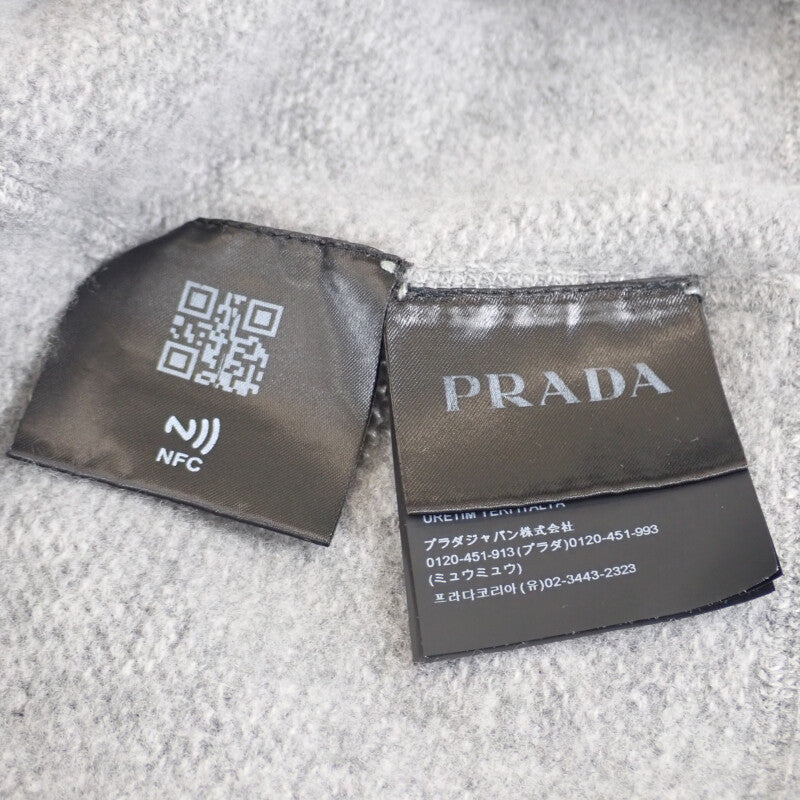 NFC
PRADA
ÜRETİM YERİ İTALYA
プラダジャパン株式会社
0120-451-913(プラダ)0120-451-993
(ミュウミュウ)
프라다코리아 (유)02-3443-2323